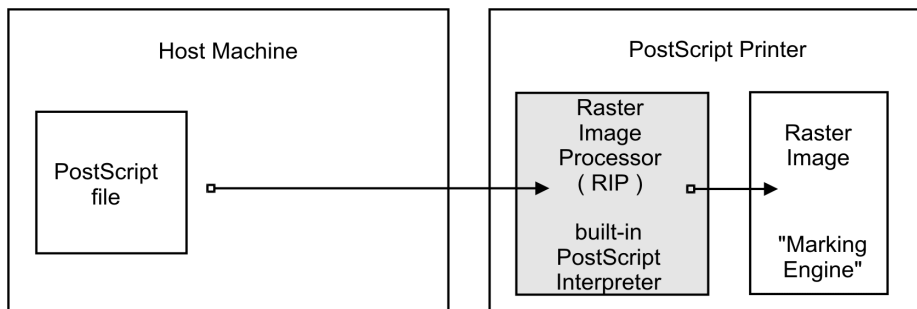 Host Machine
PostScript
file
PostScript Printer
Raster
Image
Processor
( RIP )
built-in
PostScript
Interpreter
Raster
Image
"Marking
Engine"